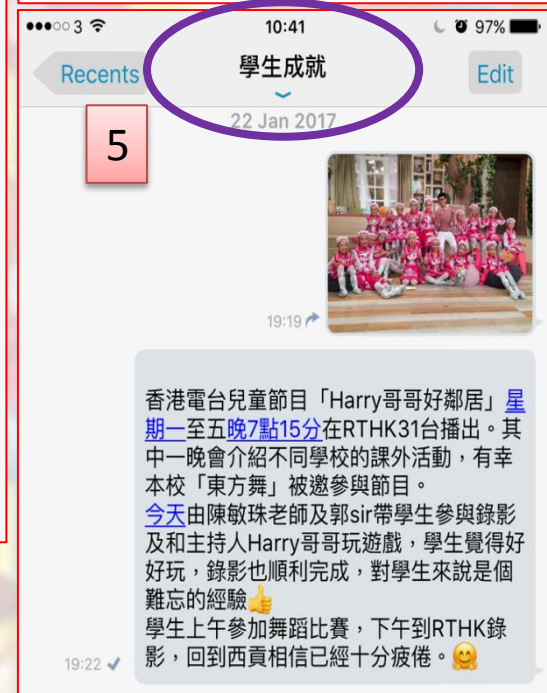 ●●●○○ 3 10:41 97%
Recents 學生成就 Edit
5
22 Jan 2017
19:19
香港電台兒童節目「Harry哥哥好鄰居」星
期一至五晚7點15分在RTHK31台播出。其
中一晚會介紹不同學校的課外活動，有幸
本校「東方舞」被邀參與節目。
今天由陳敏珠老師及郭sir帶學生參與錄影
及和主持人Harry哥哥玩遊戲，學生覺得好
好玩，錄影也順利完成，對學生來說是個
難忘的經驗👍
學生上午參加舞蹈比賽，下午到RTHK錄
影，回到西貢相信已經十分疲倦。🤗
19:22 ✓